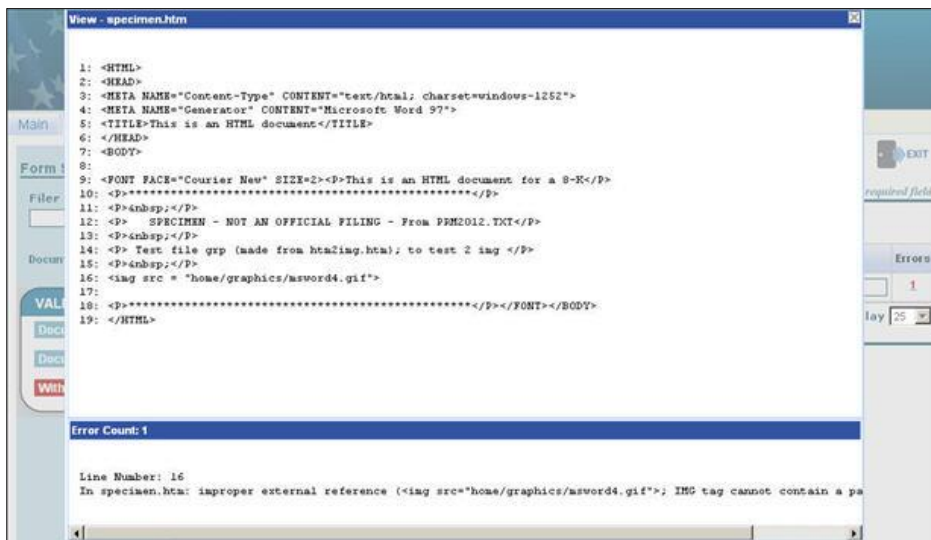 View - specimen.htm
1: <HTML>
2: <HEAD>
3: <META NAME="Content-Type" CONTENT="text/html; charset=windows-1252">
4: <META NAME="Generator" CONTENT="Microsoft Word 97">
5: <TITLE>This is an HTML document</TITLE>
6: </HEAD>
7: <BODY>
8:
9: <FONT FACE="Courier New" SIZE=2><P>This is an HTML document for a 8-K</P>
10: <P>**************************************************</P>
11: <P>&nbsp;</P>
12: <P>   SPECIMEN - NOT AN OFFICIAL FILING - From PPM2012.TXT</P>
13: <P>&nbsp;</P>
14: <P> Test file grp (made from htm2img.htm); to test 2 img </P>
15: <P>&nbsp;</P>
16: <img src = "home/graphics/msword4.gif">
17:
18: <P>**************************************************</P></FONT></BODY>
19: </HTML>
Main
Form
Filer
Docum
VALI
Docu
Docu
With
EXIT
required field
Errors
1
lay 25
Error Count: 1
Line Number: 16
In specimen.htm: improper external reference (<img src="home/graphics/msword4.gif">; IMG tag cannot contain a pa